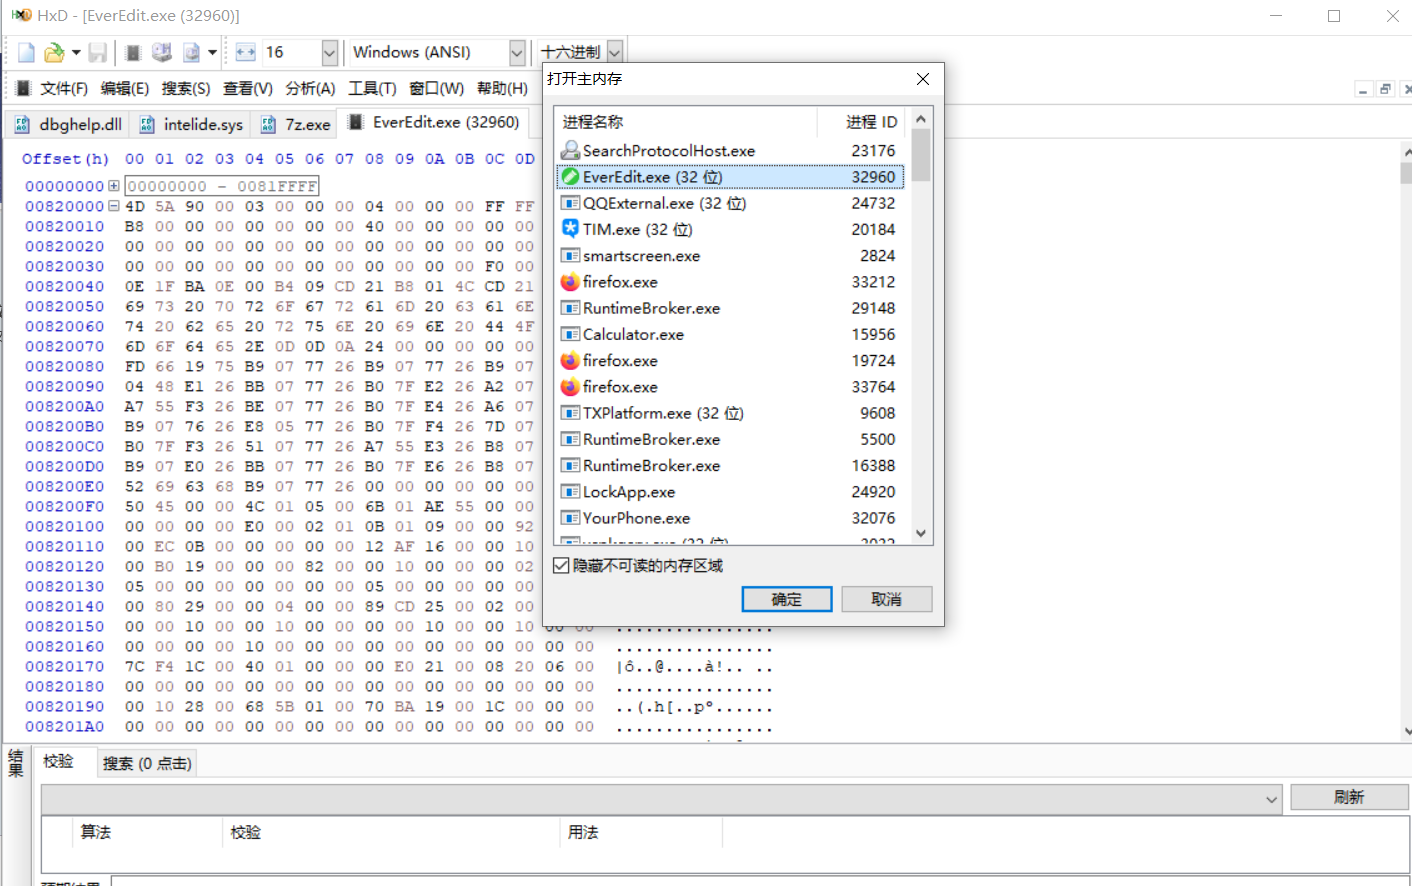 HxD - [EverEdit.exe (32960)]
16 Windows (ANSI) 十六进制
文件(F) 编辑(E) 搜索(S) 查看(V) 分析(A) 工具(T) 窗口(W) 帮助(H)
dbghelp.dll intelide.sys 7z.exe EverEdit.exe (32960)
Offset(h) 00 01 02 03 04 05 06 07 08 09 0A 0B 0C 0D
00000000 00000000 - 0081FFFF
00820000 4D 5A 90 00 03 00 00 00 04 00 00 00 FF FF
00820010 B8 00 00 00 00 00 00 00 40 00 00 00 00 00
00820020 00 00 00 00 00 00 00 00 00 00 00 00 00 00
00820030 00 00 00 00 00 00 00 00 00 00 00 00 F0 00
00820040 0E 1F BA 0E 00 B4 09 CD 21 B8 01 4C CD 21
00820050 69 73 20 70 72 6F 67 72 61 6D 20 63 61 6E
00820060 74 20 62 65 20 72 75 6E 20 69 6E 20 44 4F
00820070 6D 6F 64 65 2E 0D 0D 0A 24 00 00 00 00 00
00820080 FD 66 19 75 B9 07 77 26 B9 07 77 26 B9 07
00820090 04 48 E1 26 BB 07 77 26 B0 7F E2 26 A2 07
008200A0 A7 55 F3 26 BE 07 77 26 B0 7F E4 26 A6 07
008200B0 B9 07 76 26 E8 05 77 26 B0 7F F4 26 7D 07
008200C0 B0 7F F3 26 51 07 77 26 A7 55 E3 26 B8 07
008200D0 B9 07 E0 26 BB 07 77 26 B0 7F E6 26 B8 07
008200E0 52 69 63 68 B9 07 77 26 00 00 00 00 00 00
008200F0 50 45 00 00 4C 01 05 00 6B 01 AE 55 00 00
00820100 00 00 00 00 E0 00 02 01 0B 01 09 00 00 92
00820110 00 EC 0B 00 00 00 00 00 12 AF 16 00 00 10
00820120 00 B0 19 00 00 00 82 00 00 10 00 00 00 02
00820130 05 00 00 00 00 00 00 00 05 00 00 00 00 00
00820140 00 80 29 00 00 04 00 00 89 CD 25 00 02 00
00820150 00 00 10 00 00 10 00 00 00 00 10 00 00 10 00 00 ................
00820160 00 00 00 00 10 00 00 00 00 00 00 00 00 00 00 00 ................
00820170 7C F4 1C 00 40 01 00 00 00 E0 21 00 08 20 06 00 |ô..@....à!.. ..
00820180 00 00 00 00 00 00 00 00 00 00 00 00 00 00 00 00 ................
00820190 00 10 28 00 68 5B 01 00 70 BA 19 00 1C 00 00 00 ..(.h[..pº......
008201A0 00 00 00 00 00 00 00 00 00 00 00 00 00 00 00 00 ................
打开主内存
进程名称 进程 ID
SearchProtocolHost.exe 23176
EverEdit.exe (32 位) 32960
QQExternal.exe (32 位) 24732
TIM.exe (32 位) 20184
smartscreen.exe 2824
firefox.exe 33212
RuntimeBroker.exe 29148
Calculator.exe 15956
firefox.exe 19724
firefox.exe 33764
TXPlatform.exe (32 位) 9608
RuntimeBroker.exe 5500
RuntimeBroker.exe 16388
LockApp.exe 24920
YourPhone.exe 32076
隐藏不可读的内存区域
确定 取消
结果
校验 搜索 (0 点击)
刷新
算法 校验 用法